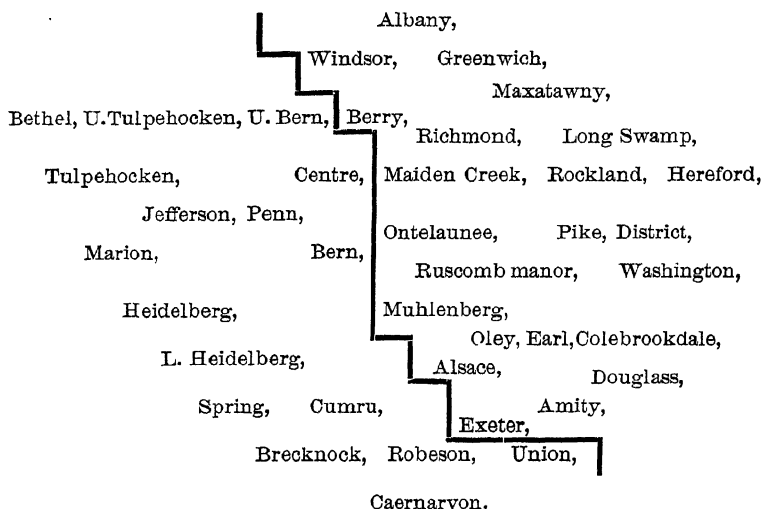 Albany,
Windsor, Greenwich,
Maxatawny,
Bethel, U. Tulpehocken, U. Bern, Berry,
Richmond, Long Swamp,
Tulpehocken, Centre, Maiden Creek, Rockland, Hereford,
Jefferson, Penn,
Ontelaunee, Pike, District,
Marion, Bern,
Ruscomb manor, Washington,
Heidelberg, Muhlenberg,
Oley, Earl, Colebrookdale,
L. Heidelberg,
Alsace,
Douglass,
Spring, Cumru, Amity,
Exeter,
Brecknock, Robeson, Union,
Caernarvon.